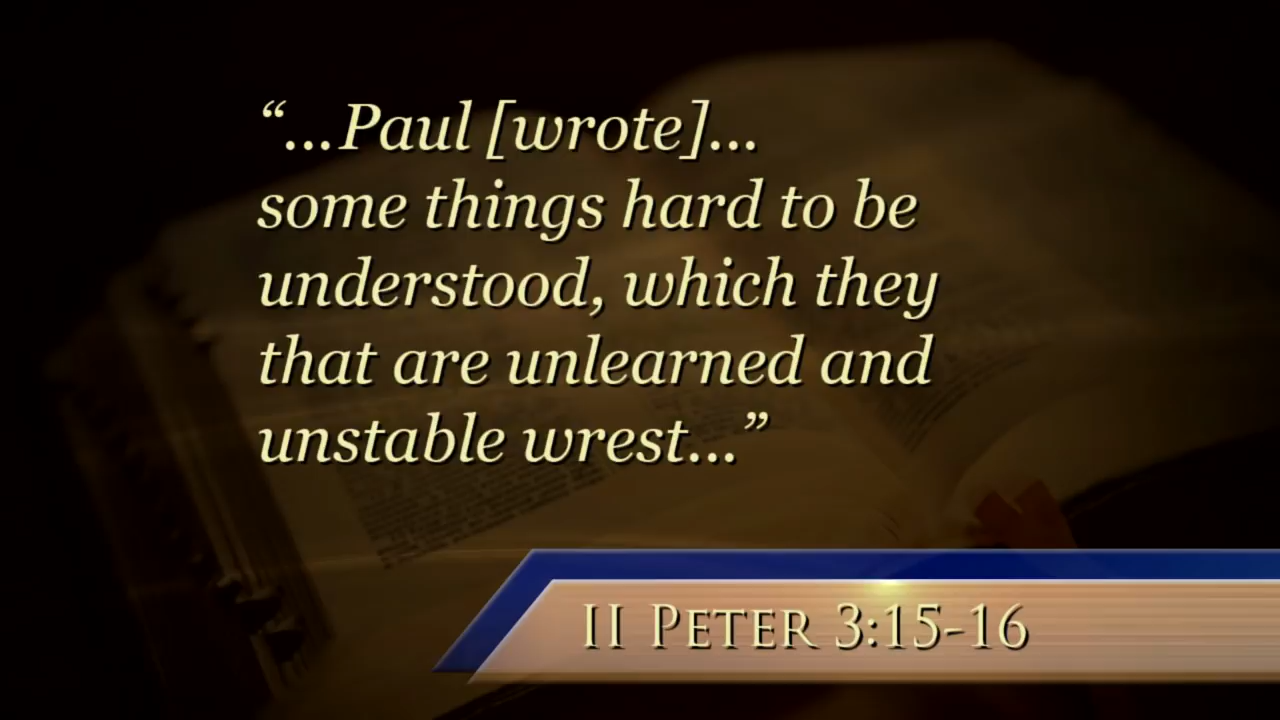 “...Paul [wrote]...
some things hard to be
understood, which they
that are unlearned and
unstable wrest...”
II PETER 3:15-16